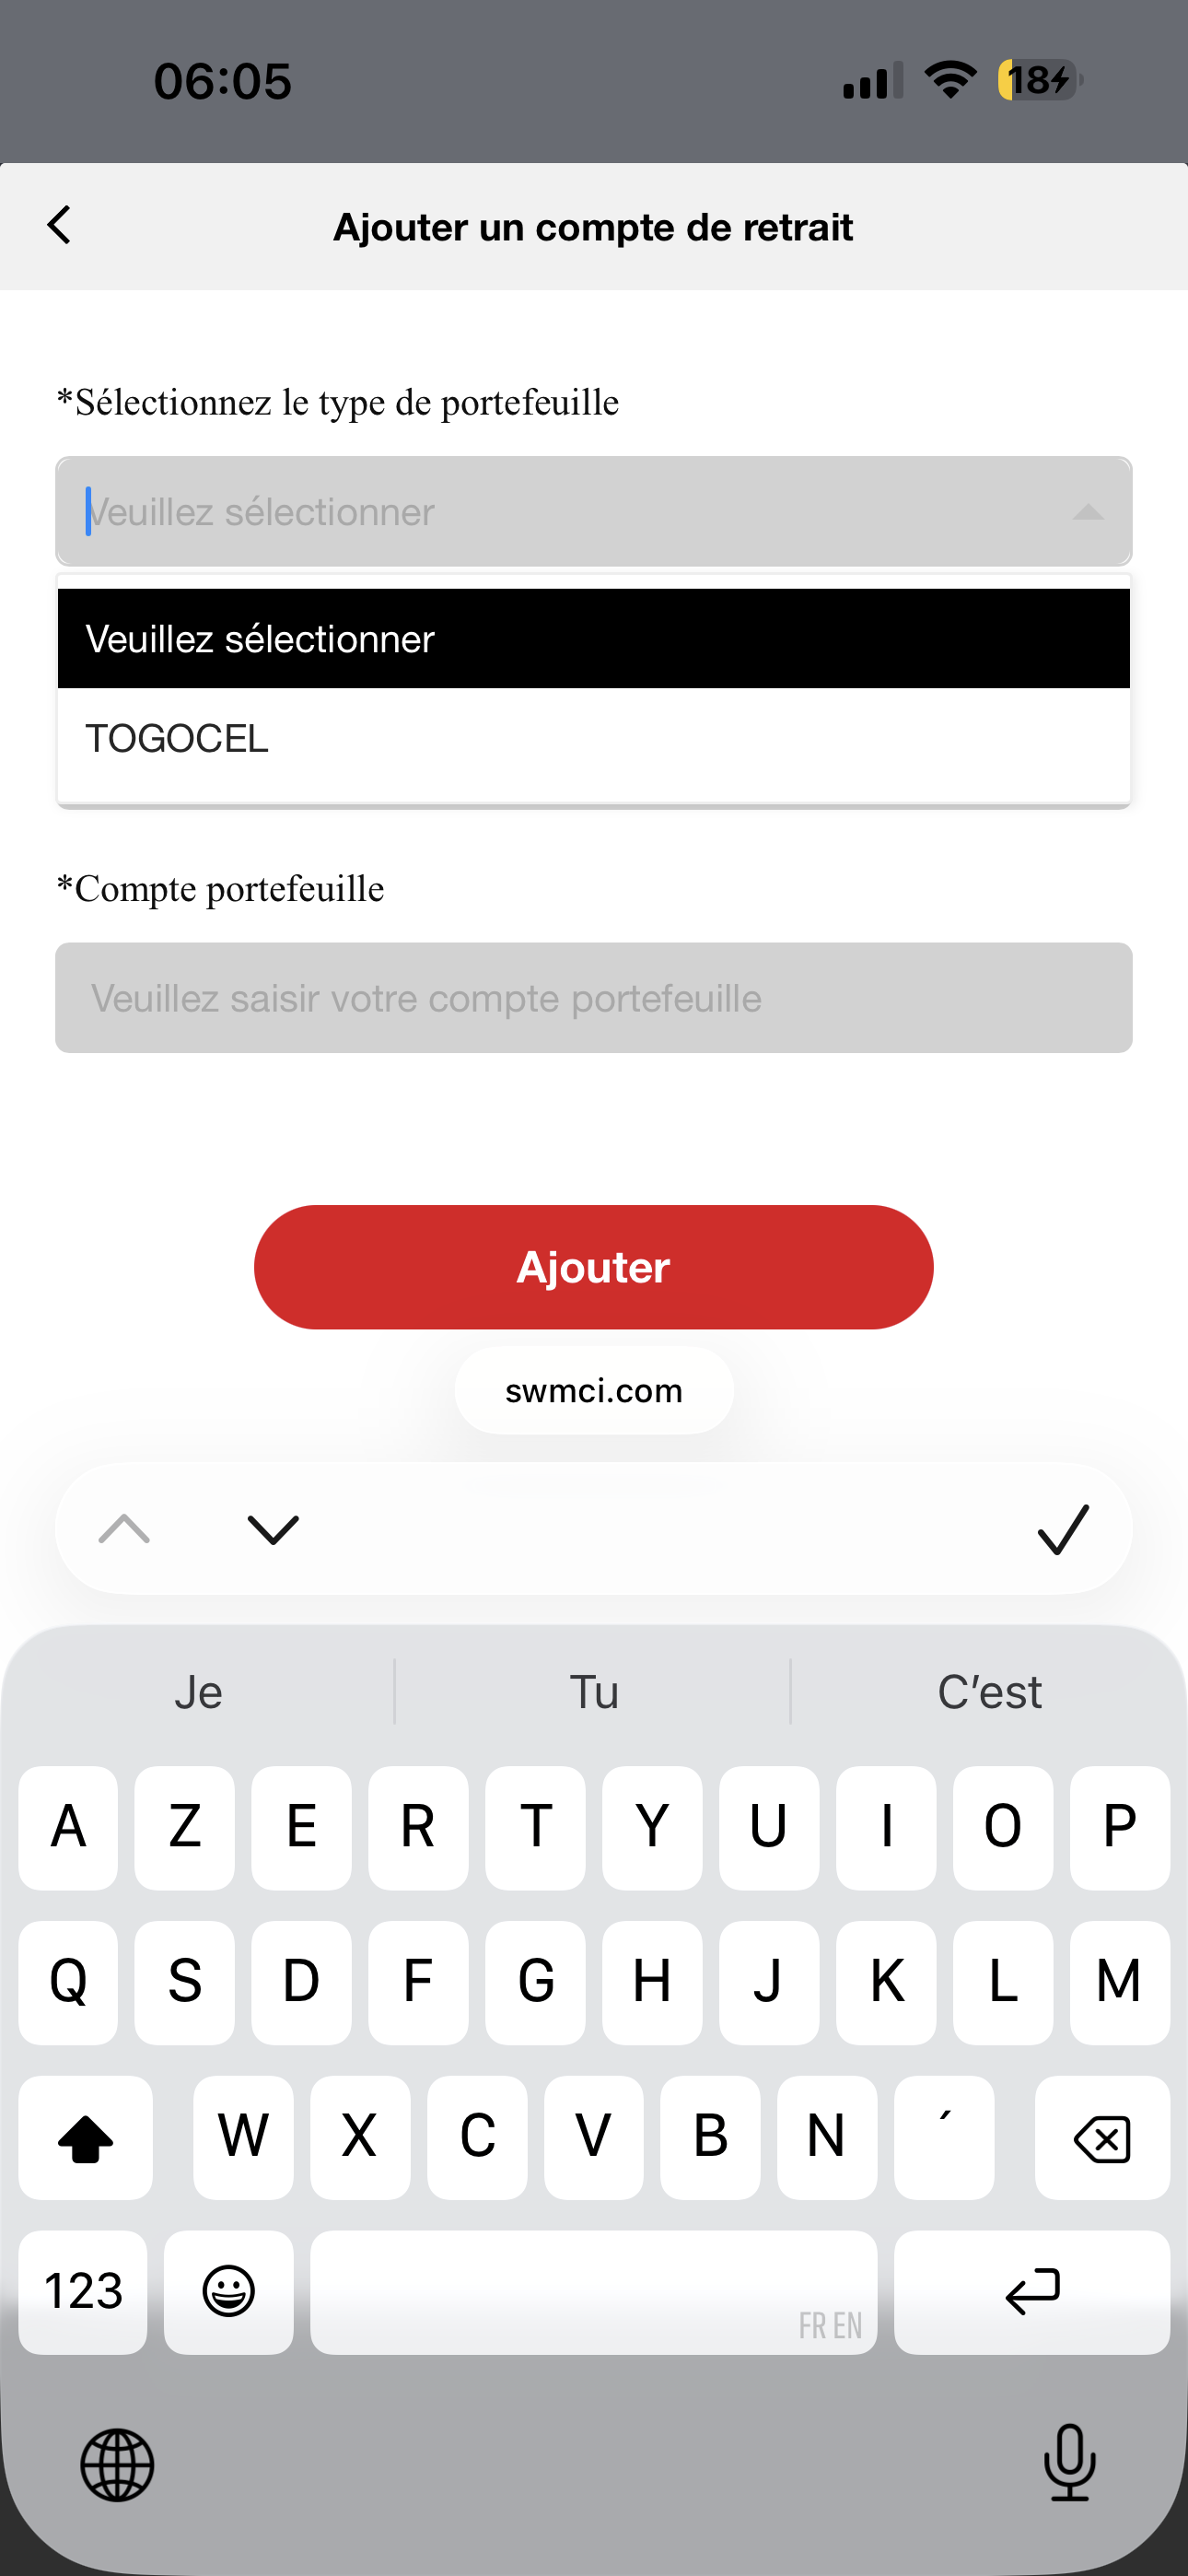 06:05
18
Ajouter un compte de retrait
*Sélectionnez le type de portefeuille
Veuillez sélectionner
Veuillez sélectionner
TOGOCEL
*Compte portefeuille
Veuillez saisir votre compte portefeuille
Ajouter
swmci.com
Je Tu C’est
A Z E R T Y U I O P
Q S D F G H J K L M
W X C V B N ´
123
FR EN